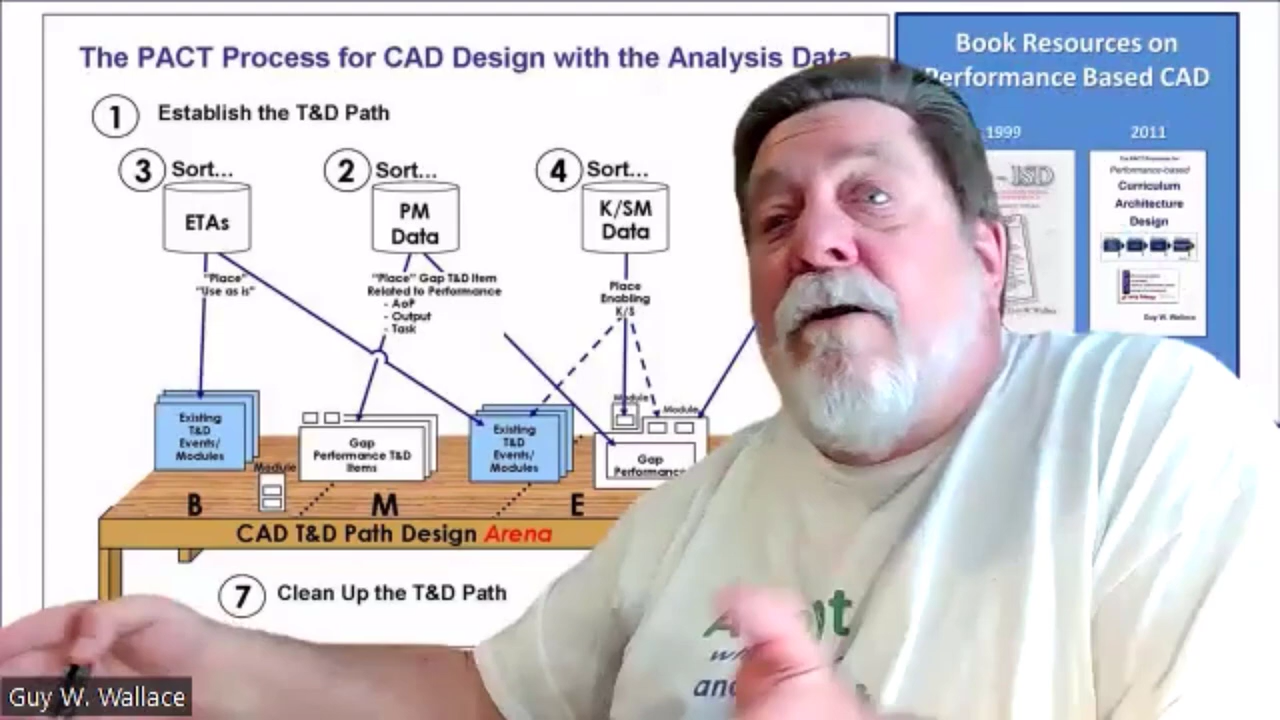 The PACT Process for CAD Design with the Analysis Data
1
Establish the T&D Path
3
Sort...
ETAs
2
Sort...
PM
Data
4
Sort...
K/SM
Data
"Place"
"Use as is"
"Place" Gap T&D Item
Related to Performance
- AoP
- Output
- Task
Place
Enabling
K/S
Existing
T&D
Events/
Modules
Module
Gap
Performance T&D
Items
Existing
T&D
Events/
Modules
Module
Module
Gap
Performance
B
M
E
CAD T&D Path Design Arena
7
Clean Up the T&D Path
Book Resources on
Performance Based CAD
1999
2011
ISD
Performance-based
Curriculum
Architecture
Design
Guy W. Wallace
and
Guy W. Wallace